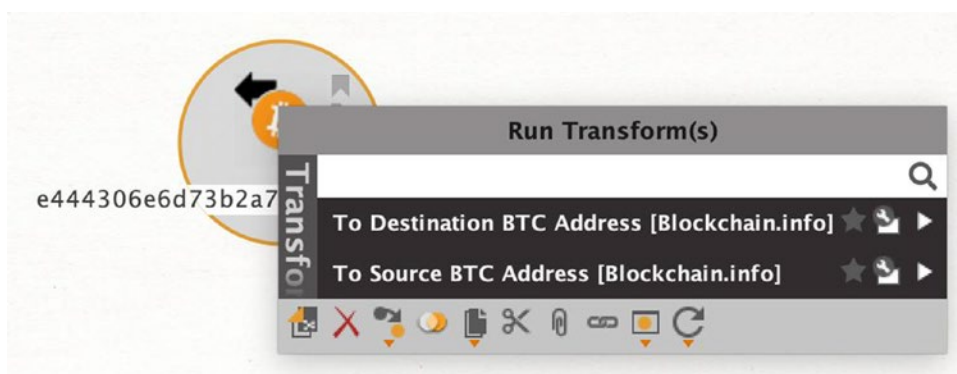 Run Transform(s)
e444306e6d73b2a7
Transfo
To Destination BTC Address [Blockchain.info]
To Source BTC Address [Blockchain.info]